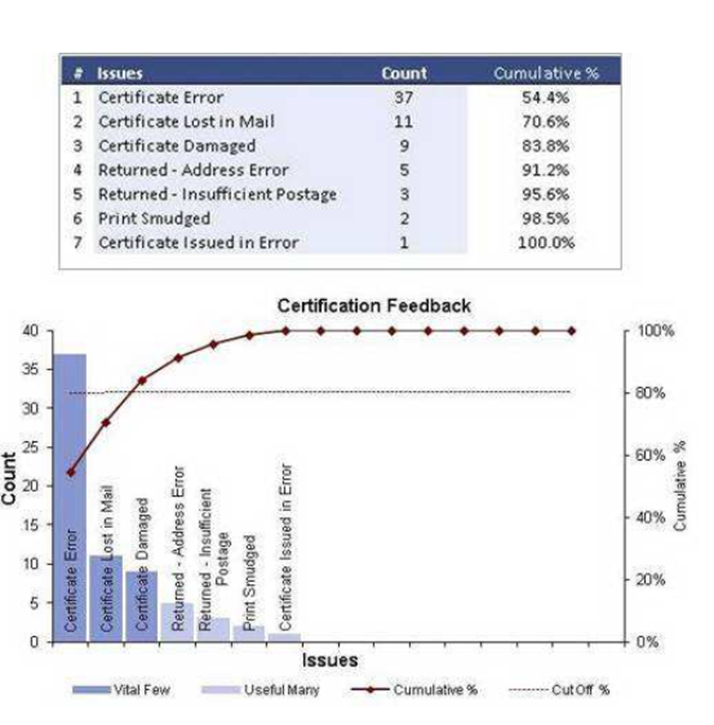 # Issues Count Cumulative %
1 Certificate Error 37 54.4%
2 Certificate Lost in Mail 11 70.6%
3 Certificate Damaged 9 83.8%
4 Returned - Address Error 5 91.2%
5 Returned - Insufficient Postage 3 95.6%
6 Print Smudged 2 98.5%
7 Certificate Issued in Error 1 100.0%
Certification Feedback
Count
40
35
30
25
20
15
10
5
0
Certificate Error
Certificate Lost in Mail
Certificate Damaged
Returned - Address Error
Returned - Insufficient
Postage
Print Smudged
Certificate Issued in Error
100%
80%
60%
40%
20%
0%
Cumulative %
Issues
Vital Few Useful Many Cumulative % Cut Off %